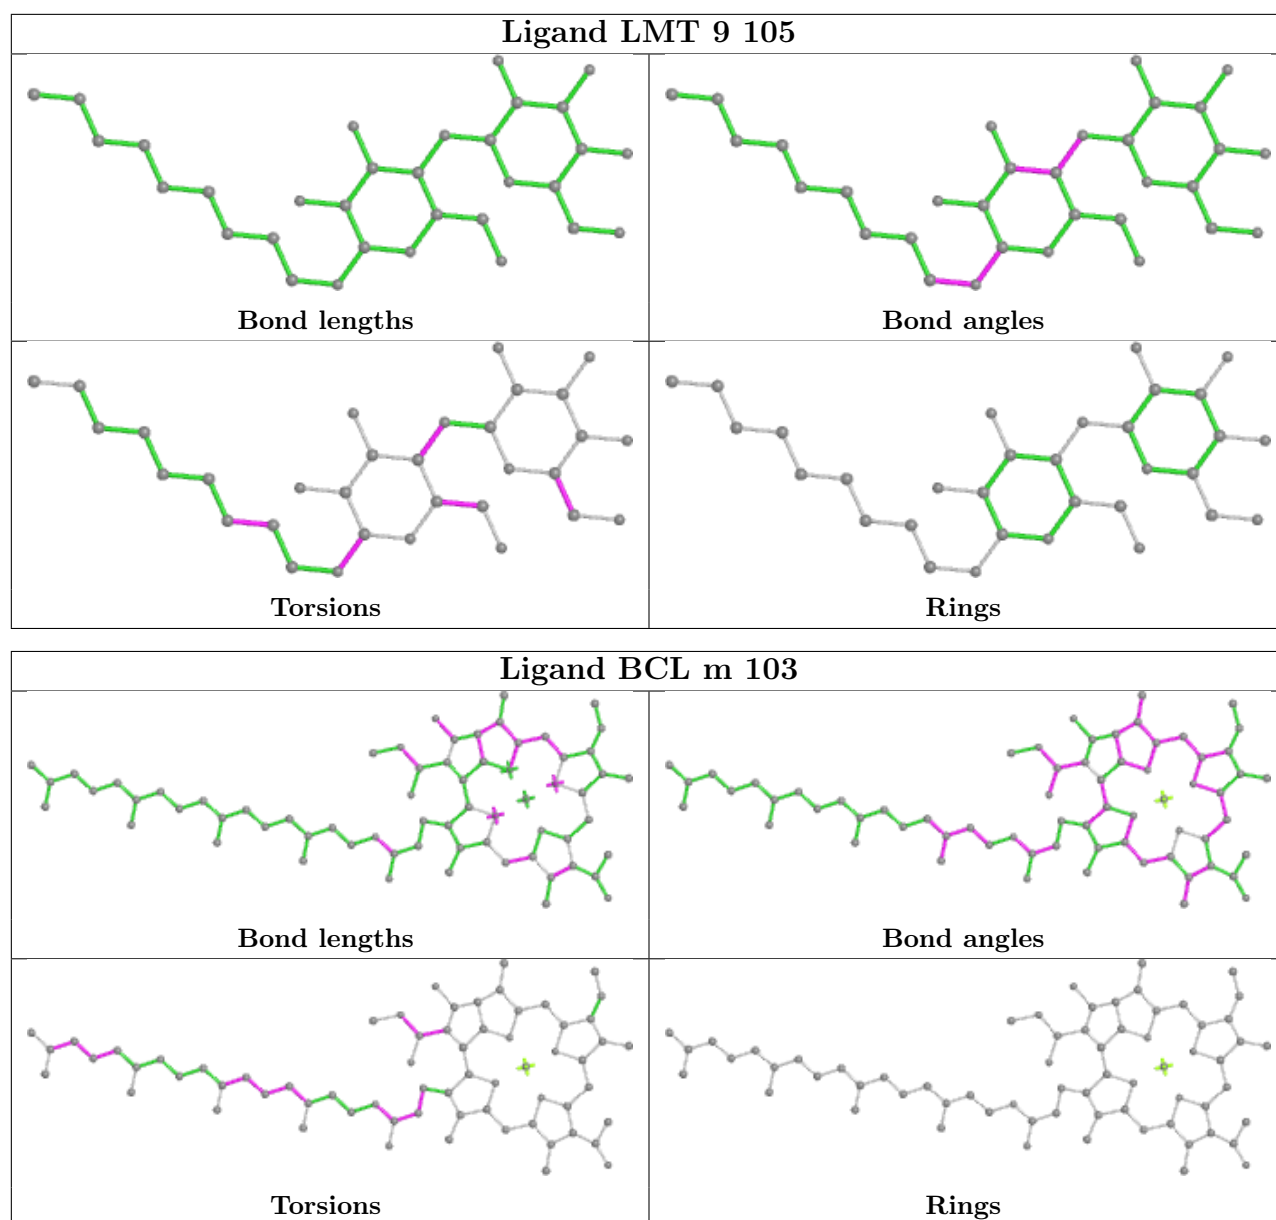 Ligand LMT 9 105
Bond lengths
Bond angles
Torsions
Rings
Ligand BCL m 103
Bond lengths
Bond angles
Torsions
Rings